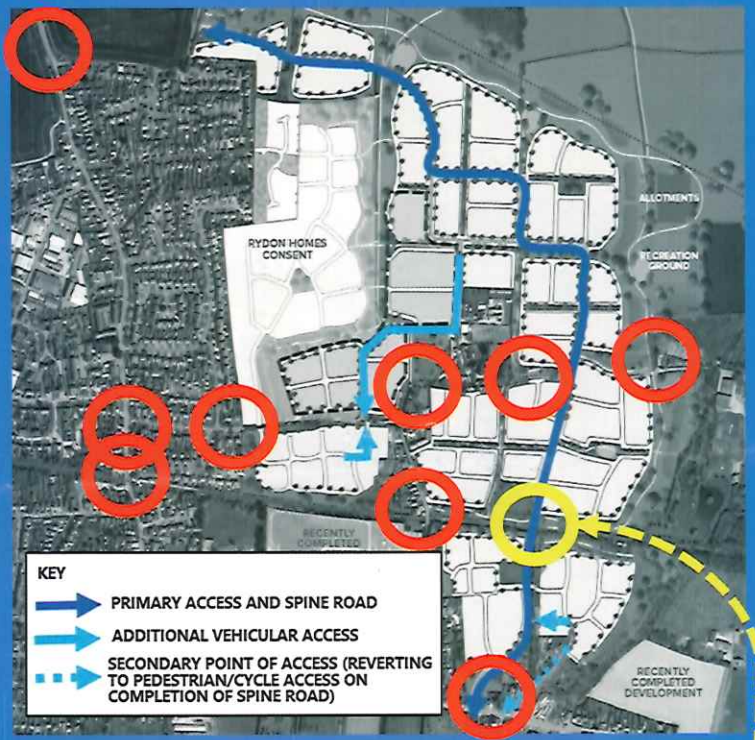 ALLOTMENTS
RYDON HOMES
CONSENT
RECREATION
GROUND
RECENTLY
COMPLETED
KEY
PRIMARY ACCESS AND SPINE ROAD
ADDITIONAL VEHICULAR ACCESS
SECONDARY POINT OF ACCESS (REVERTING
TO PEDESTRIAN/CYCLE ACCESS ON
COMPLETION OF SPINE ROAD)
RECENTLY
COMPLETED
DEVELOPMENT